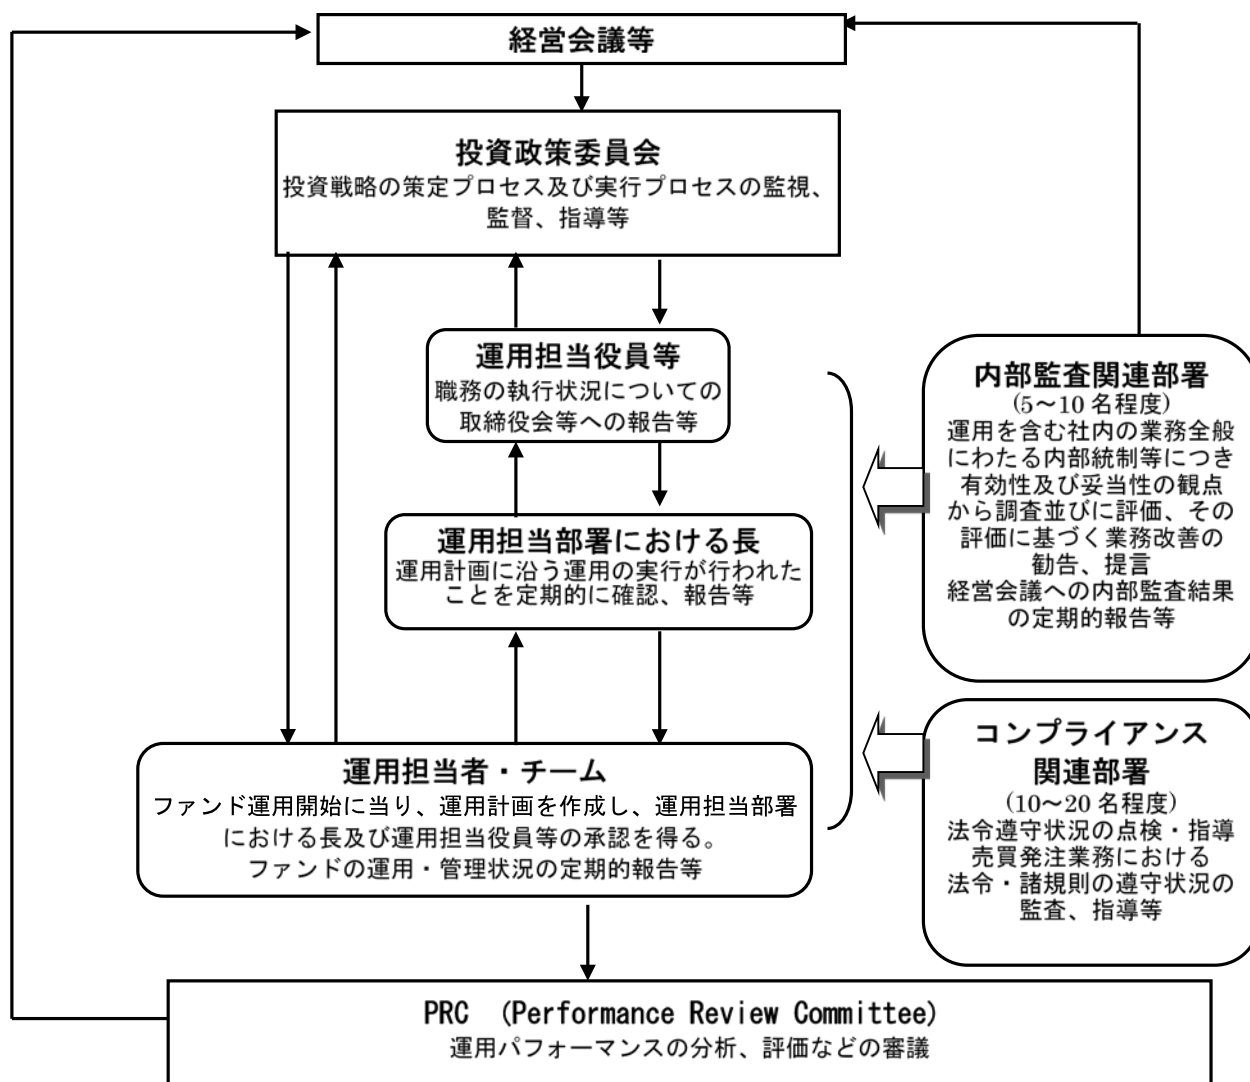 経営会議等
投資政策委員会
投資戦略の策定プロセス及び実行プロセスの監視、
監督、指導等
運用担当役員等
職務の執行状況についての
取締役会等への報告等
運用担当部署における長
運用計画に沿う運用の実行が行われた
ことを定期的に確認、報告等
運用担当者・チーム
ファンド運用開始に当り、運用計画を作成し、運用担当部署
における長及び運用担当役員等の承認を得る。
ファンドの運用・管理状況の定期的報告等
内部監査関連部署
(5～10 名程度)
運用を含む社内の業務全般
にわたる内部統制等につき
有効性及び妥当性の観点
から調査並びに評価、その
評価に基づく業務改善の
勧告、提言
経営会議への内部監査結果
の定期的報告等
コンプライアンス
関連部署
(10～20 名程度)
法令遵守状況の点検・指導
売買発注業務における
法令・諸規則の遵守状況の
監査、指導等
PRC (Performance Review Committee)
運用パフォーマンスの分析、評価などの審議